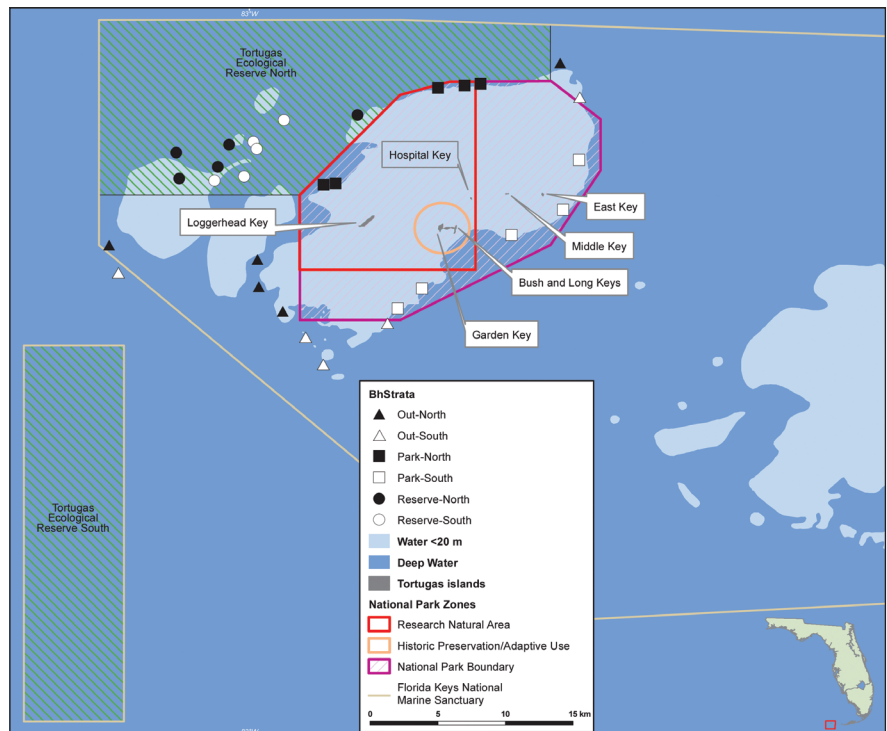 83°W
Tortugas
Ecological
Reserve North
Hospital Key
Loggerhead Key
East Key
Middle Key
Bush and Long Keys
Garden Key
Tortugas
Ecological
Reserve South
BhStrata
Out-North
Out-South
Park-North
Park-South
Reserve-North
Reserve-South
Water <20 m
Deep Water
Tortugas islands
National Park Zones
Research Natural Area
Historic Preservation/Adaptive Use
National Park Boundary
Florida Keys National
Marine Sanctuary
0 5 10 15 km